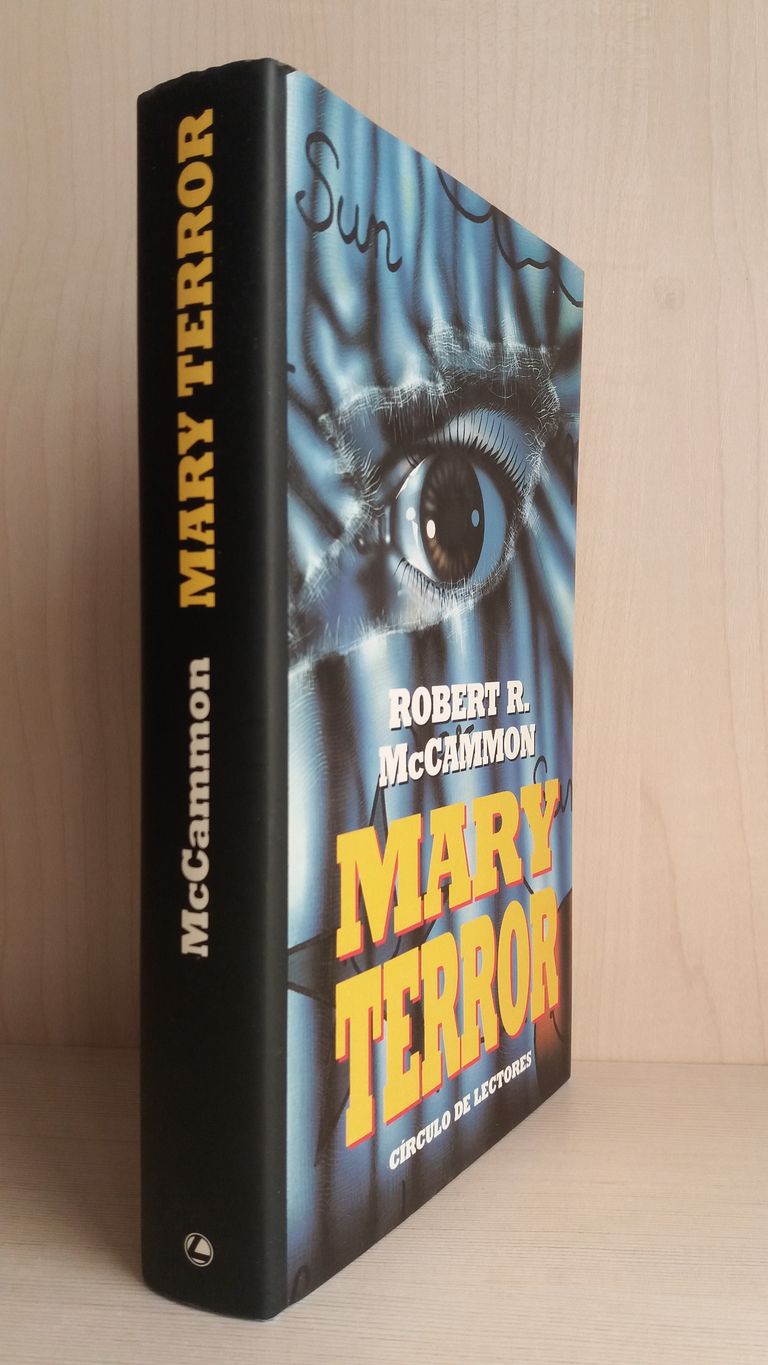 McCammon MARY TERROR
Sun
ROBERT R.
McCAMMON
MARY
TERROR
CÍRCULO DE LECTORES